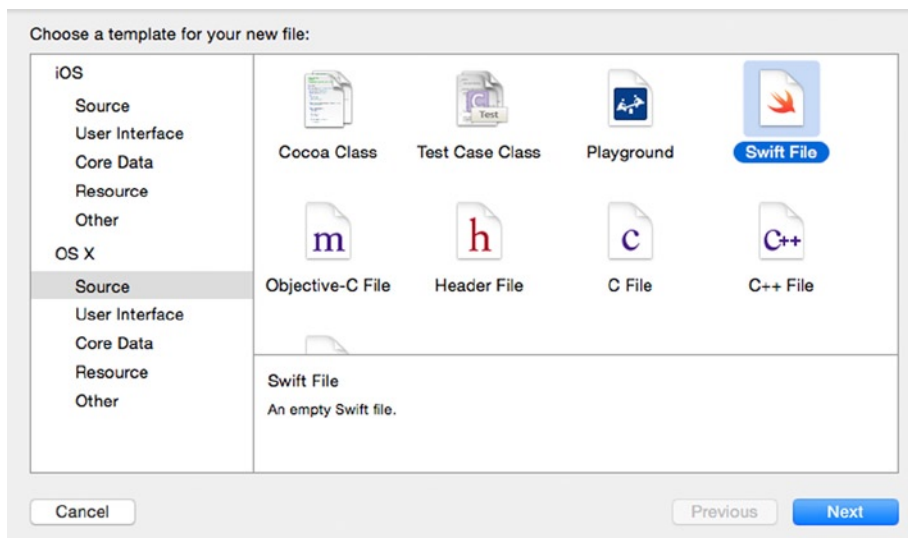 Choose a template for your new file:
iOS
Source
User Interface
Core Data
Resource
Other
OS X
Source
User Interface
Core Data
Resource
Other
Test
Cocoa Class
Test Case Class
Playground
Swift File
m
h
c
C++
Objective-C File
Header File
C File
C++ File
Swift File
An empty Swift file.
Cancel
Previous
Next